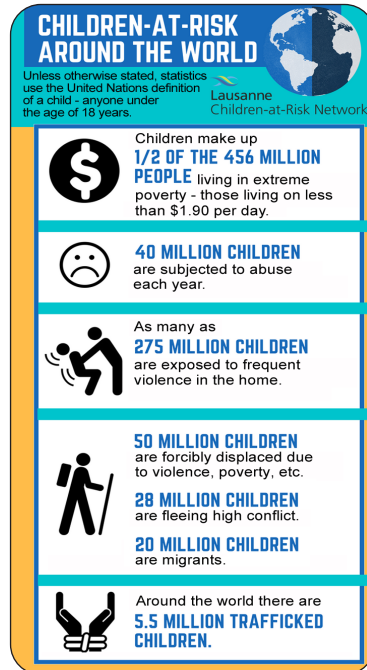 CHILDREN-AT-RISK
AROUND THE WORLD
Unless otherwise stated, statistics
use the United Nations definition
of a child - anyone under
the age of 18 years.
Lausanne
Children-at-Risk Network
$
Children make up
1/2 OF THE 456 MILLION
PEOPLE living in extreme
poverty - those living on less
than $1.90 per day.
40 MILLION CHILDREN
are subjected to abuse
each year.
As many as
275 MILLION CHILDREN
are exposed to frequent
violence in the home.
50 MILLION CHILDREN
are forcibly displaced due
to violence, poverty, etc.
28 MILLION CHILDREN
are fleeing high conflict.
20 MILLION CHILDREN
are migrants.
Around the world there are
5.5 MILLION TRAFFICKED
CHILDREN.